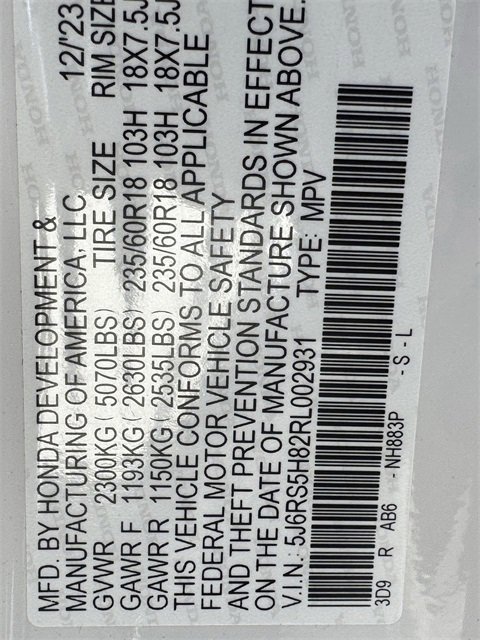 MFD. BY HONDA DEVELOPMENT &
MANUFACTURING OF AMERICA, LLC 12/'23
GVWR 2300KG (5070LBS) TIRE SIZE RIM SIZE
GAWR F 1193KG (2630LBS) 235/60R18 103H 18X7.5J
GAWR R 1150KG (2535LBS) 235/60R18 103H 18X7.5J
THIS VEHICLE CONFORMS TO ALL APPLICABLE
FEDERAL MOTOR VEHICLE SAFETY
AND THEFT PREVENTION STANDARDS IN EFFECT
ON THE DATE OF MANUFACTURE SHOWN ABOVE.
V.I.N.: 5J6RS5H82RL002931 TYPE: MPV
3D9 R AB6 -NH883P -S-L